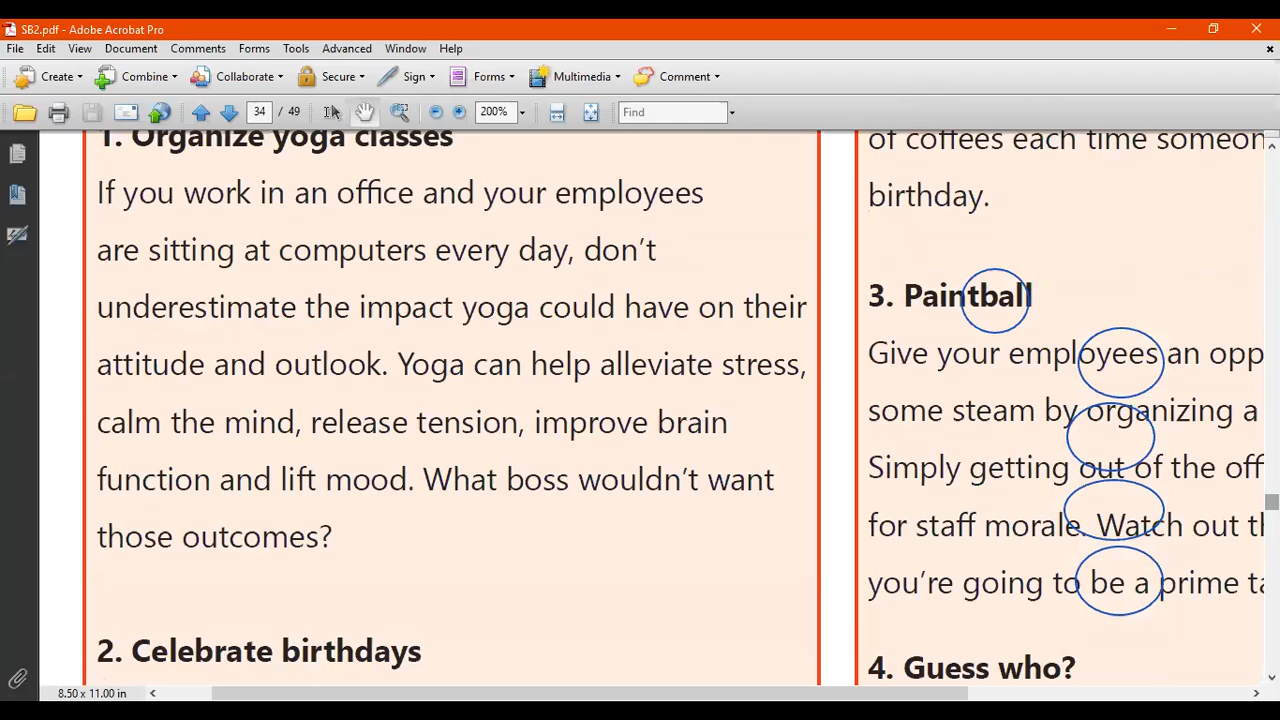 SB2.pdf - Adobe Acrobat Pro
File Edit View Document Comments Forms Tools Advanced Window Help
Create Combine Collaborate Secure Sign Forms Multimedia Comment
34 / 49 200% Find
1. Organize yoga classes
If you work in an office and your employees
are sitting at computers every day, don’t
underestimate the impact yoga could have on their
attitude and outlook. Yoga can help alleviate stress,
calm the mind, release tension, improve brain
function and lift mood. What boss wouldn’t want
those outcomes?
2. Celebrate birthdays
of coffees each time someon
birthday.
3. Paintball
Give your employees an opp
some steam by organizing a
Simply getting out of the off
for staff morale. Watch out th
you’re going to be a prime ta
4. Guess who?
8.50 x 11.00 in